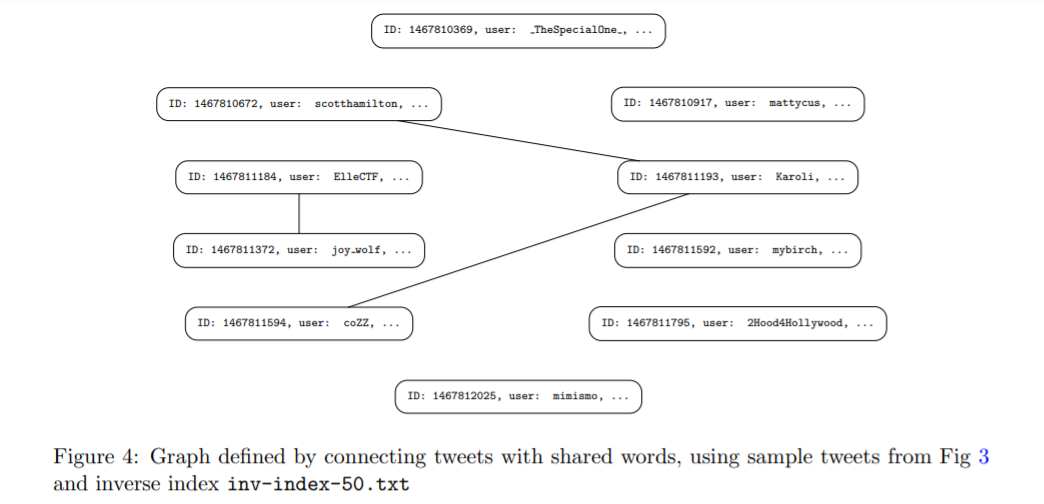 ID: 1467810369, user: _TheSpecialOne_, ...
ID: 1467810672, user: scotthamilton, ...
ID: 1467810917, user: mattycus, ...
ID: 1467811184, user: ElleCTF, ...
ID: 1467811193, user: Karoli, ...
ID: 1467811372, user: joy_wolf, ...
ID: 1467811592, user: mybirch, ...
ID: 1467811594, user: coZZ, ...
ID: 1467811795, user: 2Hood4Hollywood, ...
ID: 1467812025, user: mimismo, ...
Figure 4: Graph defined by connecting tweets with shared words, using sample tweets from Fig 3
and inverse index inv-index-50.txt